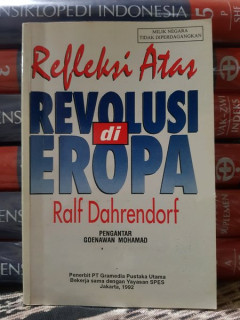 ENSIKLOPEDI INDONESIA
5
MILIK NEGARA
TIDAK DIPERDAGANGKAN
Refleksi Atas
REVOLUSI
di
EROPA
Ralf Dahrendorf
PENGANTAR
GOENAWAN MOHAMAD
Penerbit PT Gramedia Pustaka Utama
Bekerja sama dengan Yayasan SPES
Jakarta, 1992